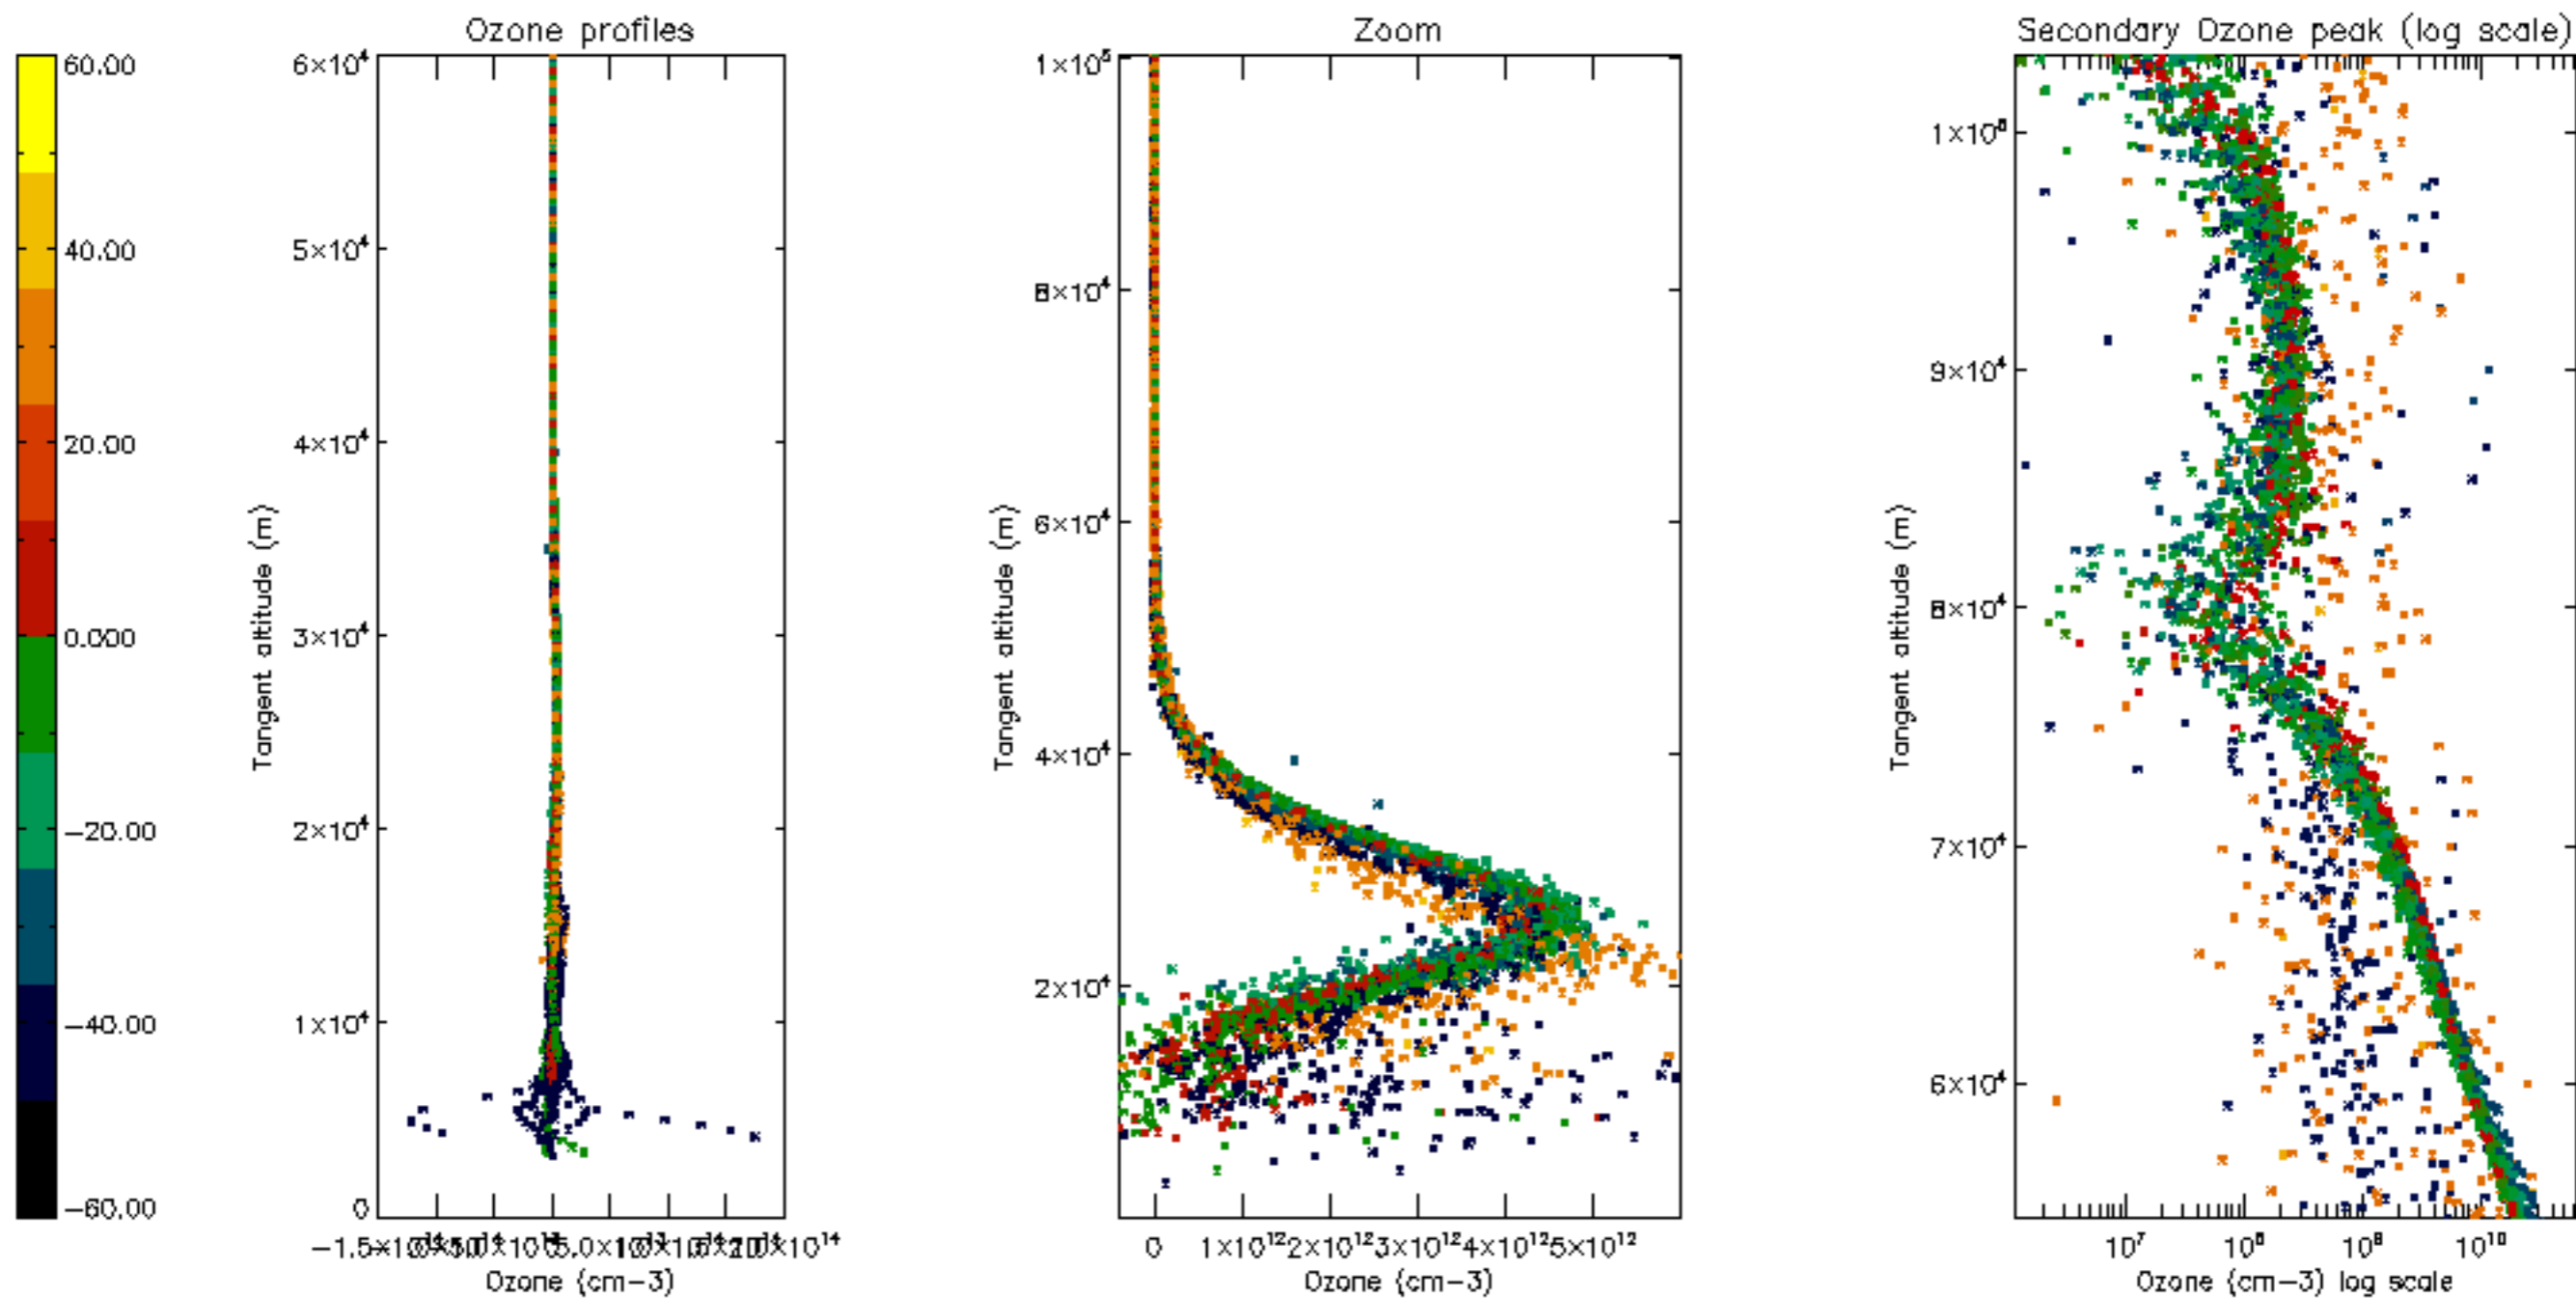 Ozone profiles
Zoom
Secondary Ozone peak (log scale)
60.00
40.00
20.00
0.000
−20.00
−40.00
−60.00
6×10⁴
5×10⁴
4×10⁴
3×10⁴
2×10⁴
1×10⁴
0
Tangent altitude (m)
Ozone (cm−3)
1×10⁵
8×10⁴
6×10⁴
4×10⁴
2×10⁴
Tangent altitude (m)
0 1×10¹² 2×10¹² 3×10¹² 4×10¹² 5×10¹²
Ozone (cm−3)
9×10⁴
8×10⁴
7×10⁴
6×10⁴
Tangent altitude (m)
10⁷ 10⁸ 10⁹ 10¹⁰
Ozone (cm−3) log scale